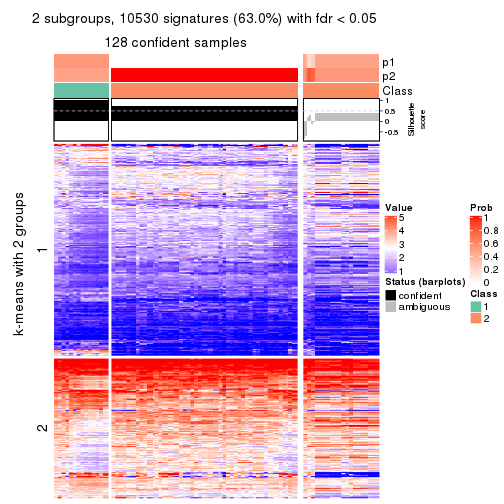 2 subgroups, 10530 signatures (63.0%) with fdr < 0.05
128 confident samples
p1
p2
Class
1
0.5
0
-0.5
Silhouette
score
k-means with 2 groups
1
2
Value
5
4
3
2
1
Status (barplots)
confident
ambiguous
Prob
1
0.8
0.6
0.4
0.2
0
Class
1
2